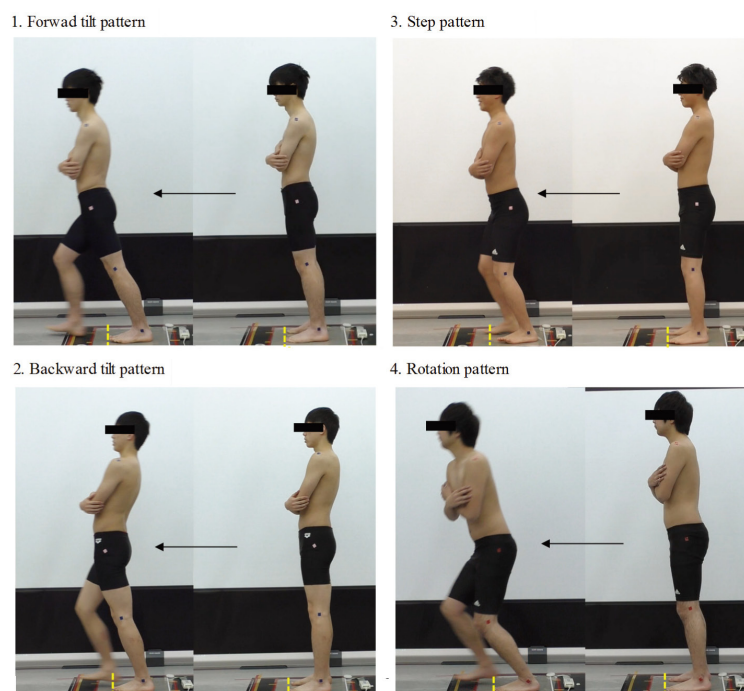 1. Forwad tilt pattern
3. Step pattern
2. Backward tilt pattern
4. Rotation pattern